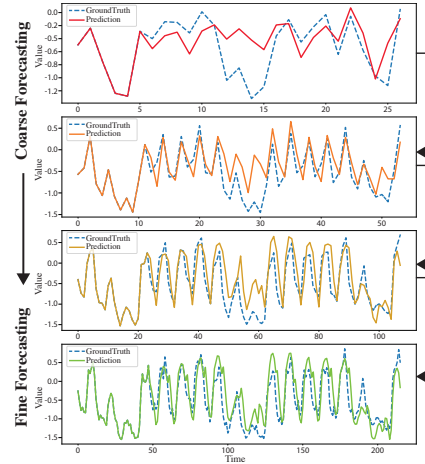 Coarse Forecasting
Fine Forecasting
GroundTruth
Prediction
Value
0.0
-0.2
-0.4
-0.6
-0.8
-1.0
-1.2
0 5 10 15 20 25
GroundTruth
Prediction
Value
0.5
0.0
-0.5
-1.0
-1.5
0 10 20 30 40 50
GroundTruth
Prediction
Value
0.5
0.0
-0.5
-1.0
-1.5
0 20 40 60 80 100
GroundTruth
Prediction
Value
0.5
0.0
-0.5
-1.0
-1.5
0 50 100 150 200
Time